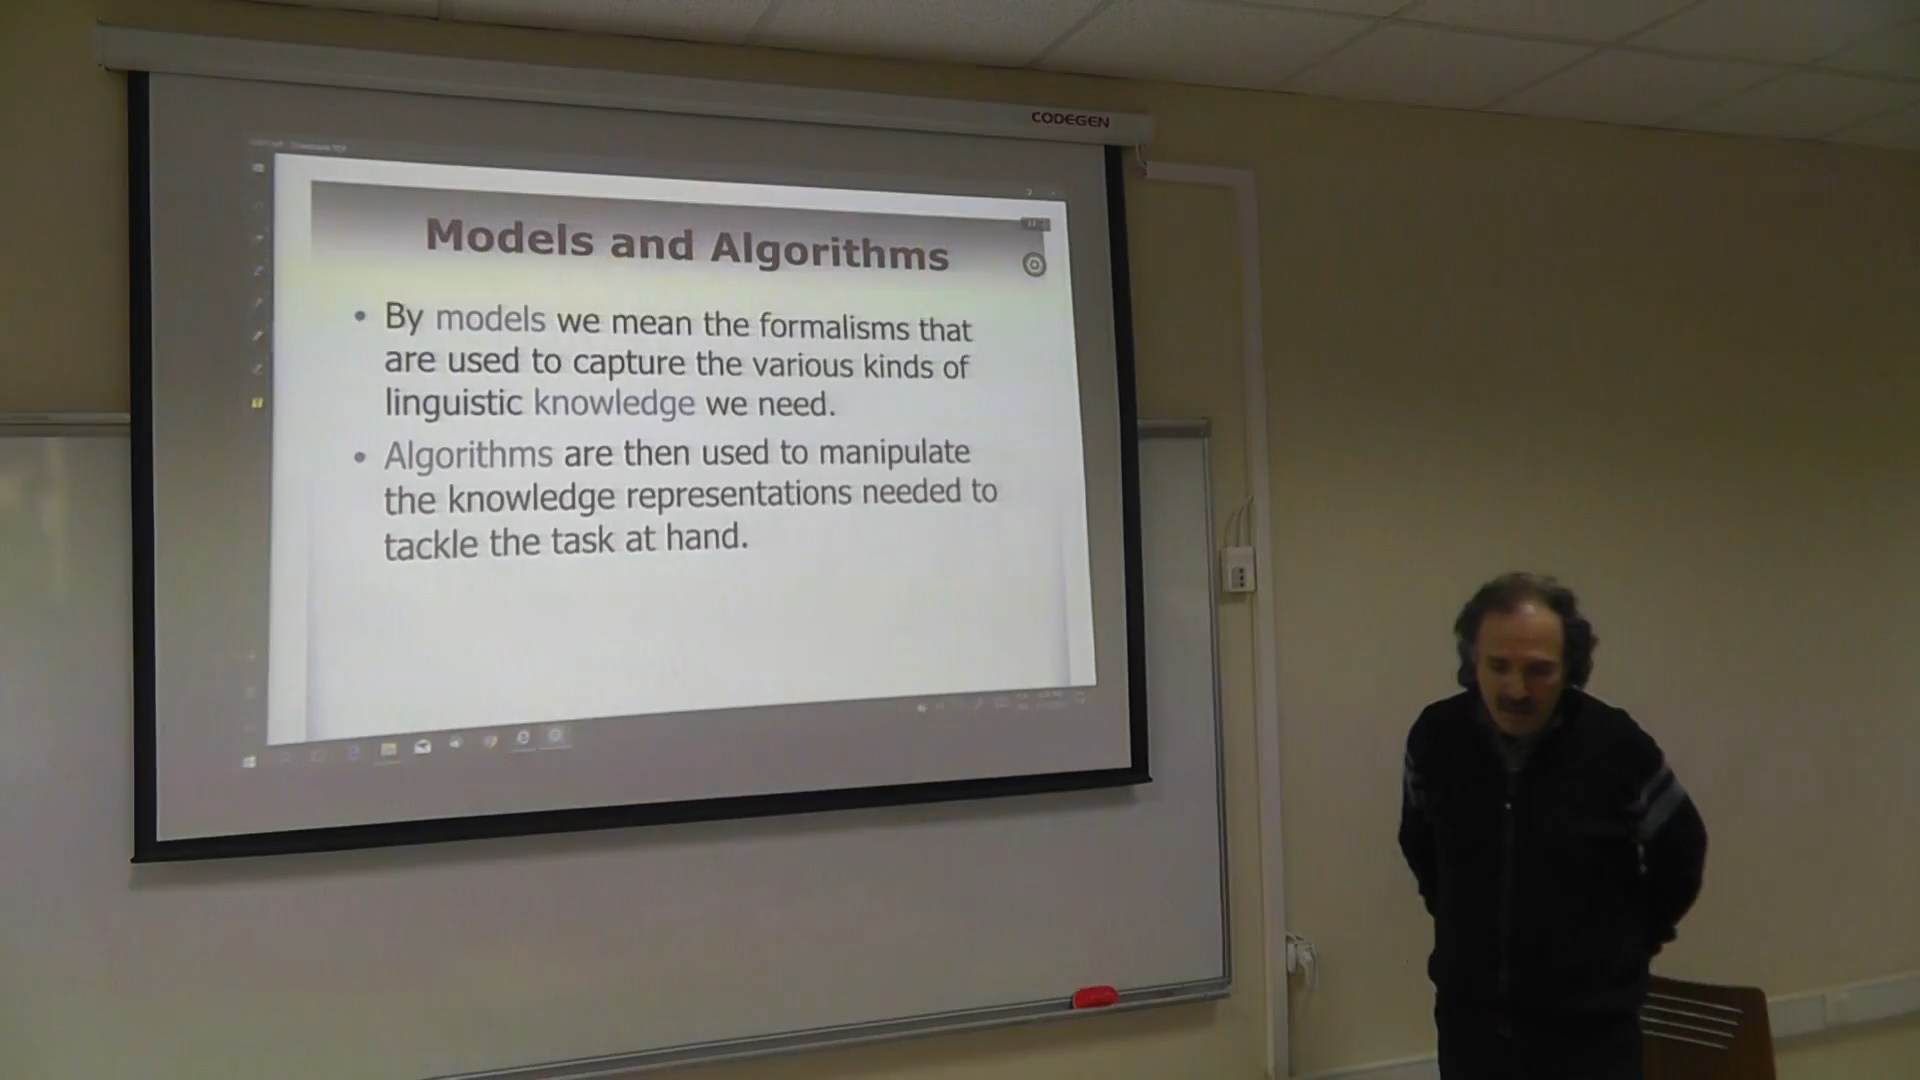 CODEGEN
Models and Algorithms
• By models we mean the formalisms that
are used to capture the various kinds of
linguistic knowledge we need.
• Algorithms are then used to manipulate
the knowledge representations needed to
tackle the task at hand.